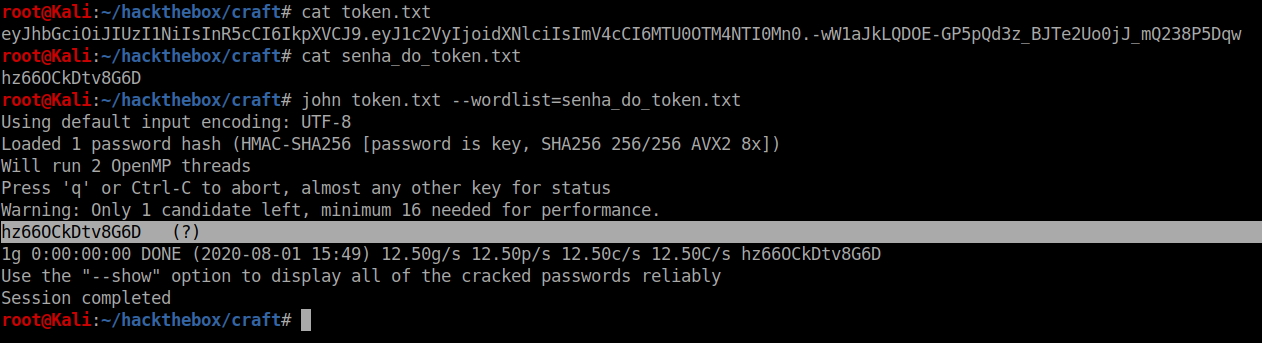 root@Kali:~/hackthebox/craft# cat token.txt
eyJhbGciOiJIUzI1NiIsInR5cCI6IkpXVCJ9.eyJ1c2VyIjoidXNlciIsImV4cCI6MTU0OTM4NTI0Mn0.-wW1aJkLQDOE-GP5pQd3z_BJTe2Uo0jJ_mQ238P5Dqw
root@Kali:~/hackthebox/craft# cat senha_do_token.txt
hz66OCkDtv8G6D
root@Kali:~/hackthebox/craft# john token.txt --wordlist=senha_do_token.txt
Using default input encoding: UTF-8
Loaded 1 password hash (HMAC-SHA256 [password is key, SHA256 256/256 AVX2 8x])
Will run 2 OpenMP threads
Press 'q' or Ctrl-C to abort, almost any other key for status
Warning: Only 1 candidate left, minimum 16 needed for performance.
hz66OCkDtv8G6D   (?)
1g 0:00:00:00 DONE (2020-08-01 15:49) 12.50g/s 12.50p/s 12.50c/s 12.50C/s hz66OCkDtv8G6D
Use the "--show" option to display all of the cracked passwords reliably
Session completed
root@Kali:~/hackthebox/craft#